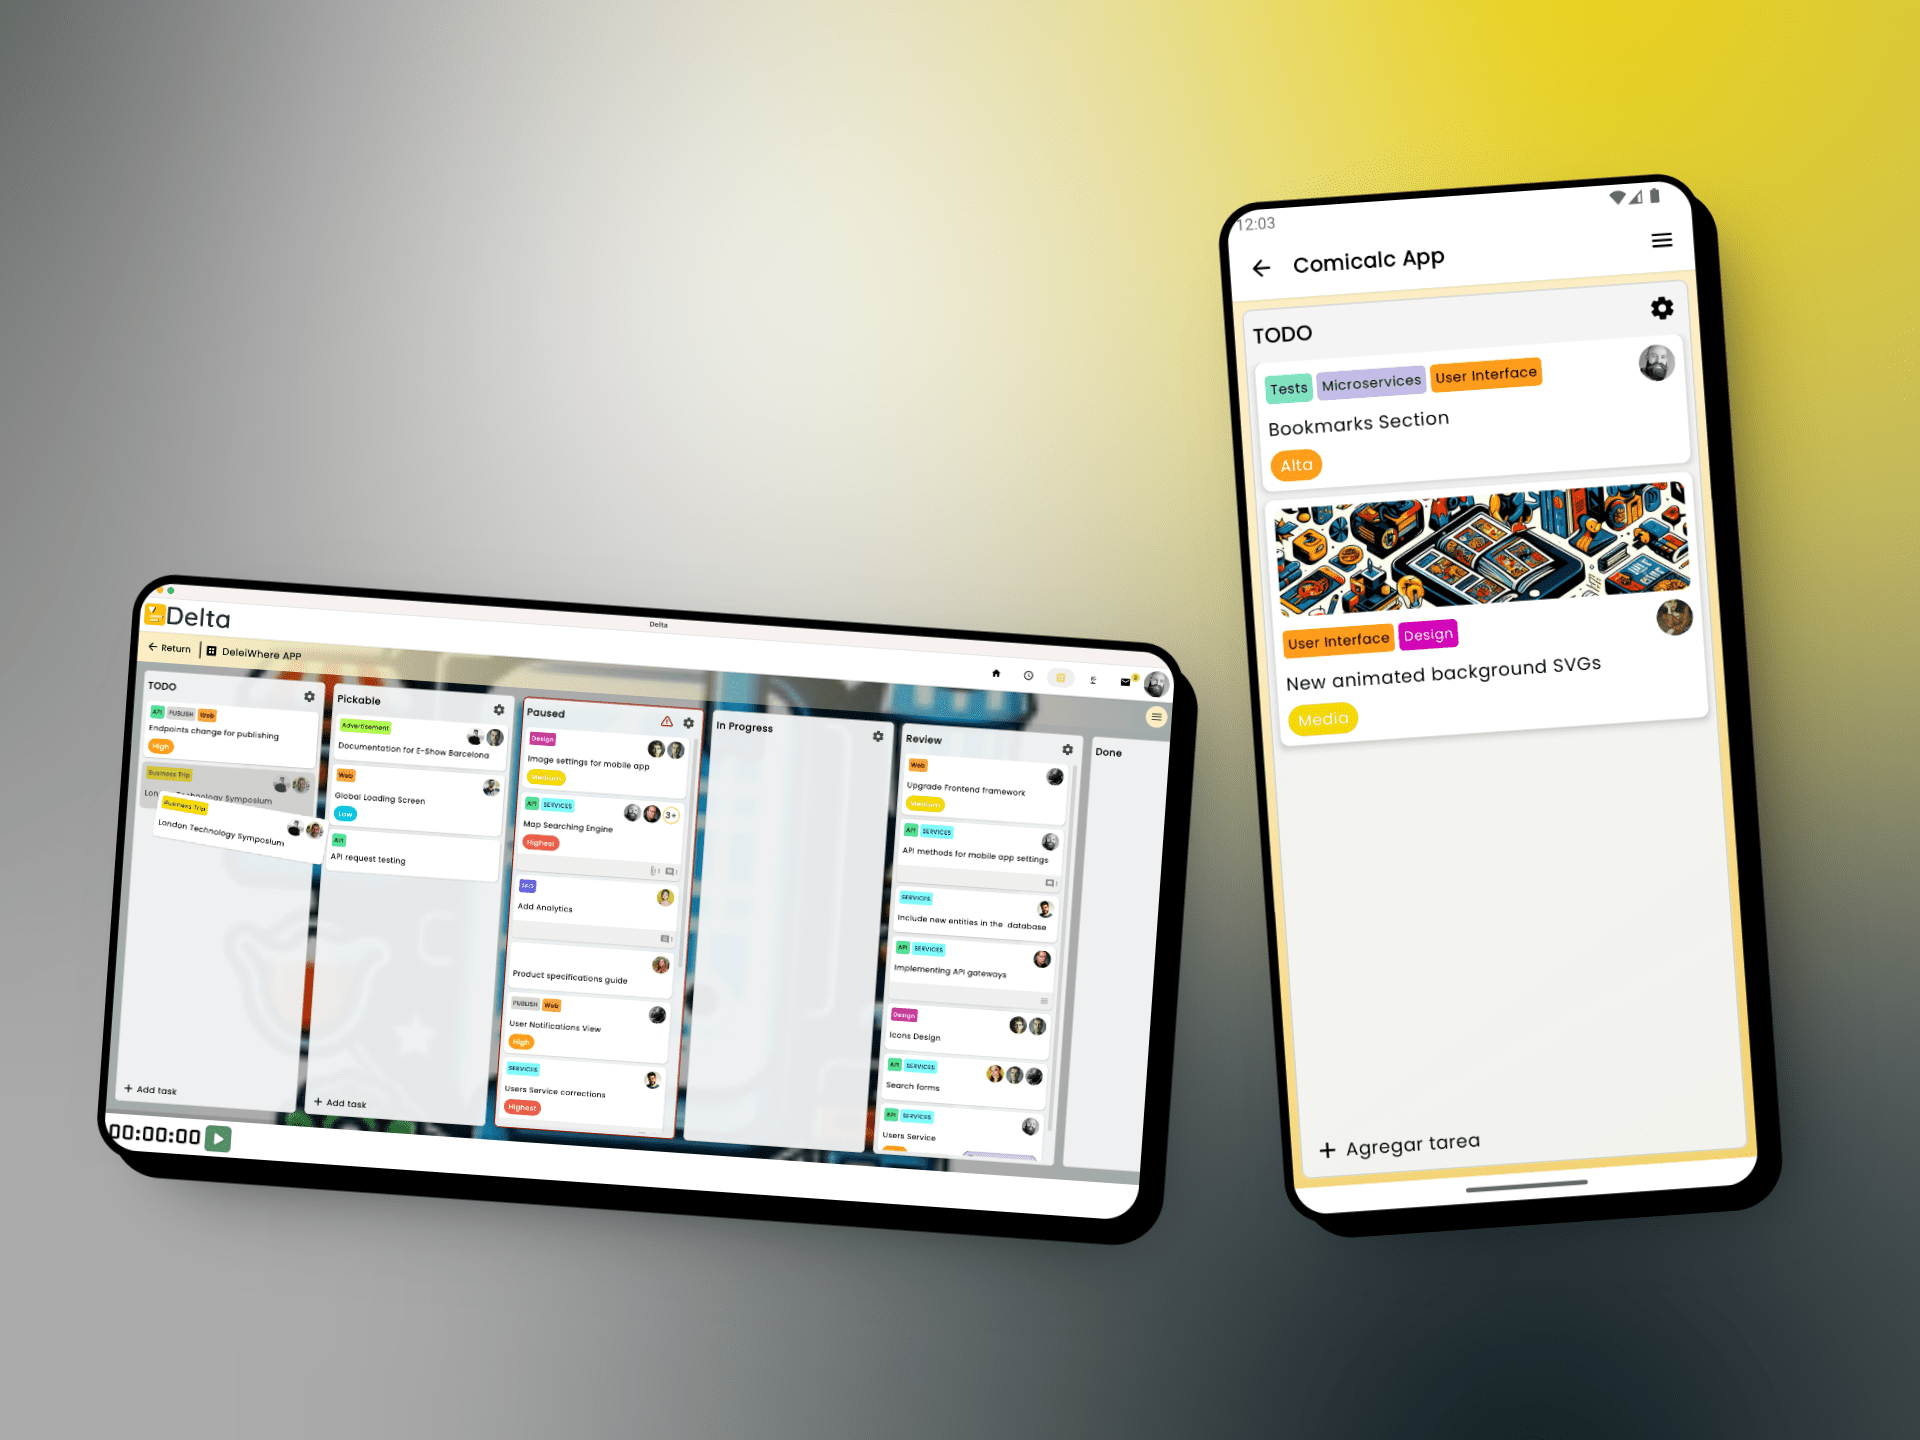 Delta
Delta
Return
DeleiWhere APP
TODO
API PUBLISH Web
Endpoints change for publishing
High
Business Trip
London Technology Symposium
Business Trip
London Technology Symposium
+ Add task
Pickable
Advertisement
Documentation for E-Show Barcelona
Web
Global Loading Screen
Low
API
API request testing
+ Add task
Paused
Design
Image settings for mobile app
Medium
API SERVICES
3+
Map Searching Engine
Highest
SEO
Add Analytics
Product specifications guide
PUBLISH Web
User Notifications View
High
SERVICES
Users Service corrections
Highest
In Progress
Review
Web
Upgrade Frontend framework
Medium
API SERVICES
API methods for mobile app settings
SERVICES
Include new entities in the database
API SERVICES
Implementing API gateways
Design
Icons Design
API SERVICES
Search forms
API SERVICES
Users Service
Done
00:00:00
12:03
Comicalc App
TODO
Tests Microservices User Interface
Bookmarks Section
Alta
User Interface Design
New animated background SVGs
Media
+ Agregar tarea